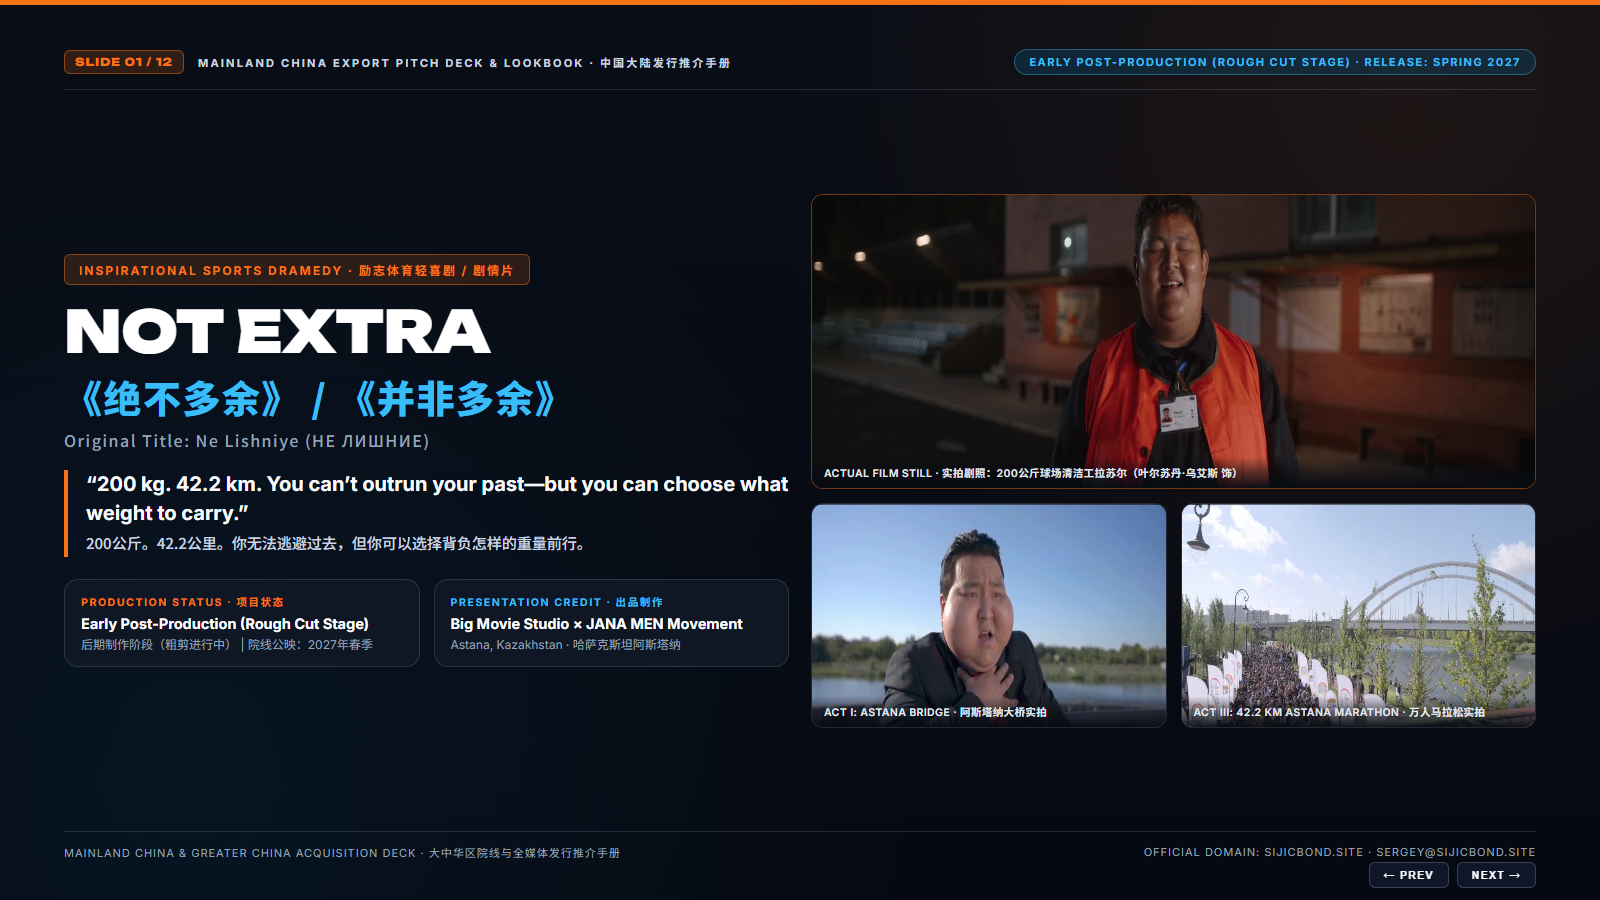 SLIDE 01 / 12
MAINLAND CHINA EXPORT PITCH DECK & LOOKBOOK · 中国大陆发行推介手册
EARLY POST-PRODUCTION (ROUGH CUT STAGE) · RELEASE: SPRING 2027
INSPIRATIONAL SPORTS DRAMEDY · 励志体育轻喜剧 / 剧情片
NOT EXTRA
《绝不多余》 / 《并非多余》
Original Title: Ne Lishniye (НЕ ЛИШНИЕ)
“200 kg. 42.2 km. You can’t outrun your past—but you can choose what
weight to carry.”
200公斤。42.2公里。你无法逃避过去，但你可以选择背负怎样的重量前行。
PRODUCTION STATUS · 项目状态
Early Post-Production (Rough Cut Stage)
后期制作阶段（粗剪进行中） | 院线公映：2027年春季
PRESENTATION CREDIT · 出品制作
Big Movie Studio × JANA MEN Movement
Astana, Kazakhstan · 哈萨克斯坦阿斯塔纳
ACTUAL FILM STILL · 实拍剧照：200公斤球场清洁工拉苏尔（叶尔苏丹·乌艾斯 饰）
ACT I: ASTANA BRIDGE · 阿斯塔纳大桥实拍
ACT III: 42.2 KM ASTANA MARATHON · 万人马拉松实拍
MAINLAND CHINA & GREATER CHINA ACQUISITION DECK · 大中华区院线与全媒体发行推介手册
OFFICIAL DOMAIN: SIJICBOND.SITE · SERGEY@SIJICBOND.SITE
← PREV
NEXT →